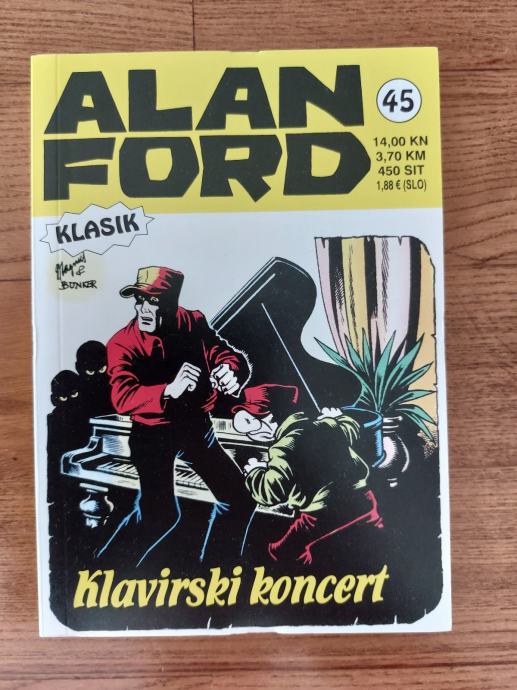 ALAN
FORD
45
14,00 KN
3,70 KM
450 SIT
1,88 € (SLO)
KLASIK
Magnus &
BUNKER
Klavirski koncert